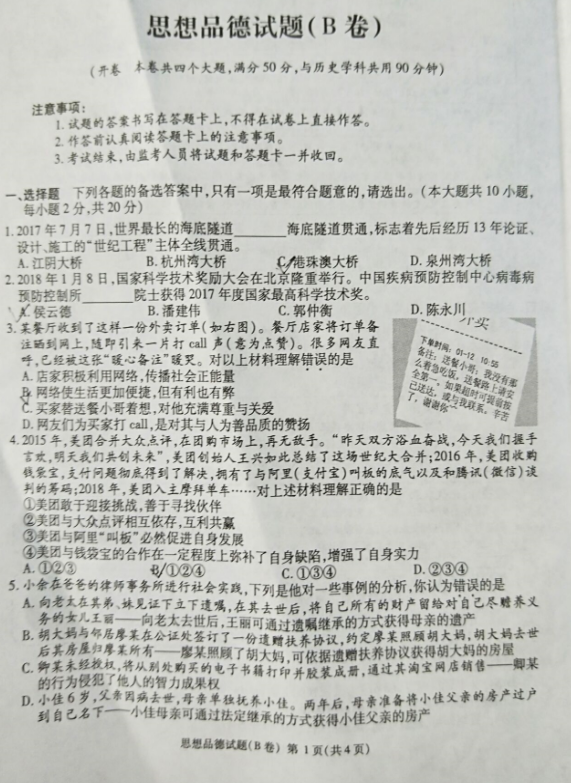 思想品德试题(B卷)
(开卷 本卷共四个大题,满分50分,与历史学科共用90分钟)
注意事项:
1.试题的答案书写在答题卡上,不得在试卷上直接作答。
2.作答前认真阅读答题卡上的注意事项。
3.考试结束,由监考人员将试题和答题卡一并收回。
一、选择题 下列各题的备选答案中,只有一项是最符合题意的,请选出。(本大题共10小题,
每小题2分,共20分)
1.2017年7月7日,世界最长的海底隧道______海底隧道贯通,标志着先后经历13年论证、
设计、施工的“世纪工程”主体全线贯通。
A.江阴大桥 B.杭州湾大桥 C.港珠澳大桥 D.泉州湾大桥
2.2018年1月8日,国家科学技术奖励大会在北京隆重举行。中国疾病预防控制中心病毒病
预防控制所______院士获得2017年度国家最高科学技术奖。
A.侯云德 B.潘建伟 C.郭仲衡 D.陈永川
3.某餐厅收到了这样一份外卖订单(如右图)。餐厅店家将订单备
注晒到网上,随即引来一片打call声(意为点赞)。很多网友直
呼,已经被这张“暖心备注”暖哭。对以上材料理解错误的是
A.店家积极利用网络,传播社会正能量
B.网络使生活更加便捷,但有利也有弊
C.买家替送餐小哥着想,对他充满尊重与关爱
D.网友们为买家打call,是对其与人为善品质的赞扬
下单时间:01-12 10:55
备注:送餐小哥:我没有那
么着急吃饭,送餐路上请安
全第一,如果超时可提前按
已送达,或与我联系。辛苦
了,谢谢你
4.2015年,美团合并大众点评,在团购市场上,再无敌手。“昨天双方浴血奋战,今天我们握手
言欢,明天我们共创未来”,美团创始人王兴如此总结了这场世纪大合并;2016年,美团收购
钱袋宝,支付问题彻底得到了解决,拥有了与阿里(支付宝)叫板的底气以及和腾讯(微信)谈
判的筹码;2018年,美团入主摩拜单车……对上述材料理解正确的是
①美团敢于迎接挑战,善于寻找伙伴
②美团与大众点评相互依存,互利共赢
③美团与阿里“叫板”必然促进自身发展
④美团与钱袋宝的合作在一定程度上弥补了自身缺陷,增强了自身实力
A.①②③ B.①②④ C.①③④ D.②③④
5.小余在爸爸的律师事务所进行社会实践,下列是他对一些事例的分析,你认为错误的是
A.向老太在其弟、妹见证下立下遗嘱,在其去世后,将自己所有的财产留给对自己尽赡养义
务的女儿王丽——向老太去世后,王丽可通过遗嘱继承的方式获得母亲的遗产
B.胡大妈与邻居廖某在公证处签订了一份遗赠扶养协议,约定廖某照顾胡大妈,胡大妈去世
后其房屋归廖某所有——廖某照顾了胡大妈,可依据遗赠扶养协议获得胡大妈的房屋
C.卿某未经授权,将从别处购买的电子书籍打印并胶装成册,通过其淘宝网店销售——卿某
的行为侵犯了他人的智力成果权
D.小佳6岁,父亲因病去世,母亲单独抚养小佳。两年后,母亲准备将小佳父亲的房产过户
到自己名下——小佳母亲可通过法定继承的方式获得小佳父亲的房产
思想品德试题(B卷) 第1页(共4页)